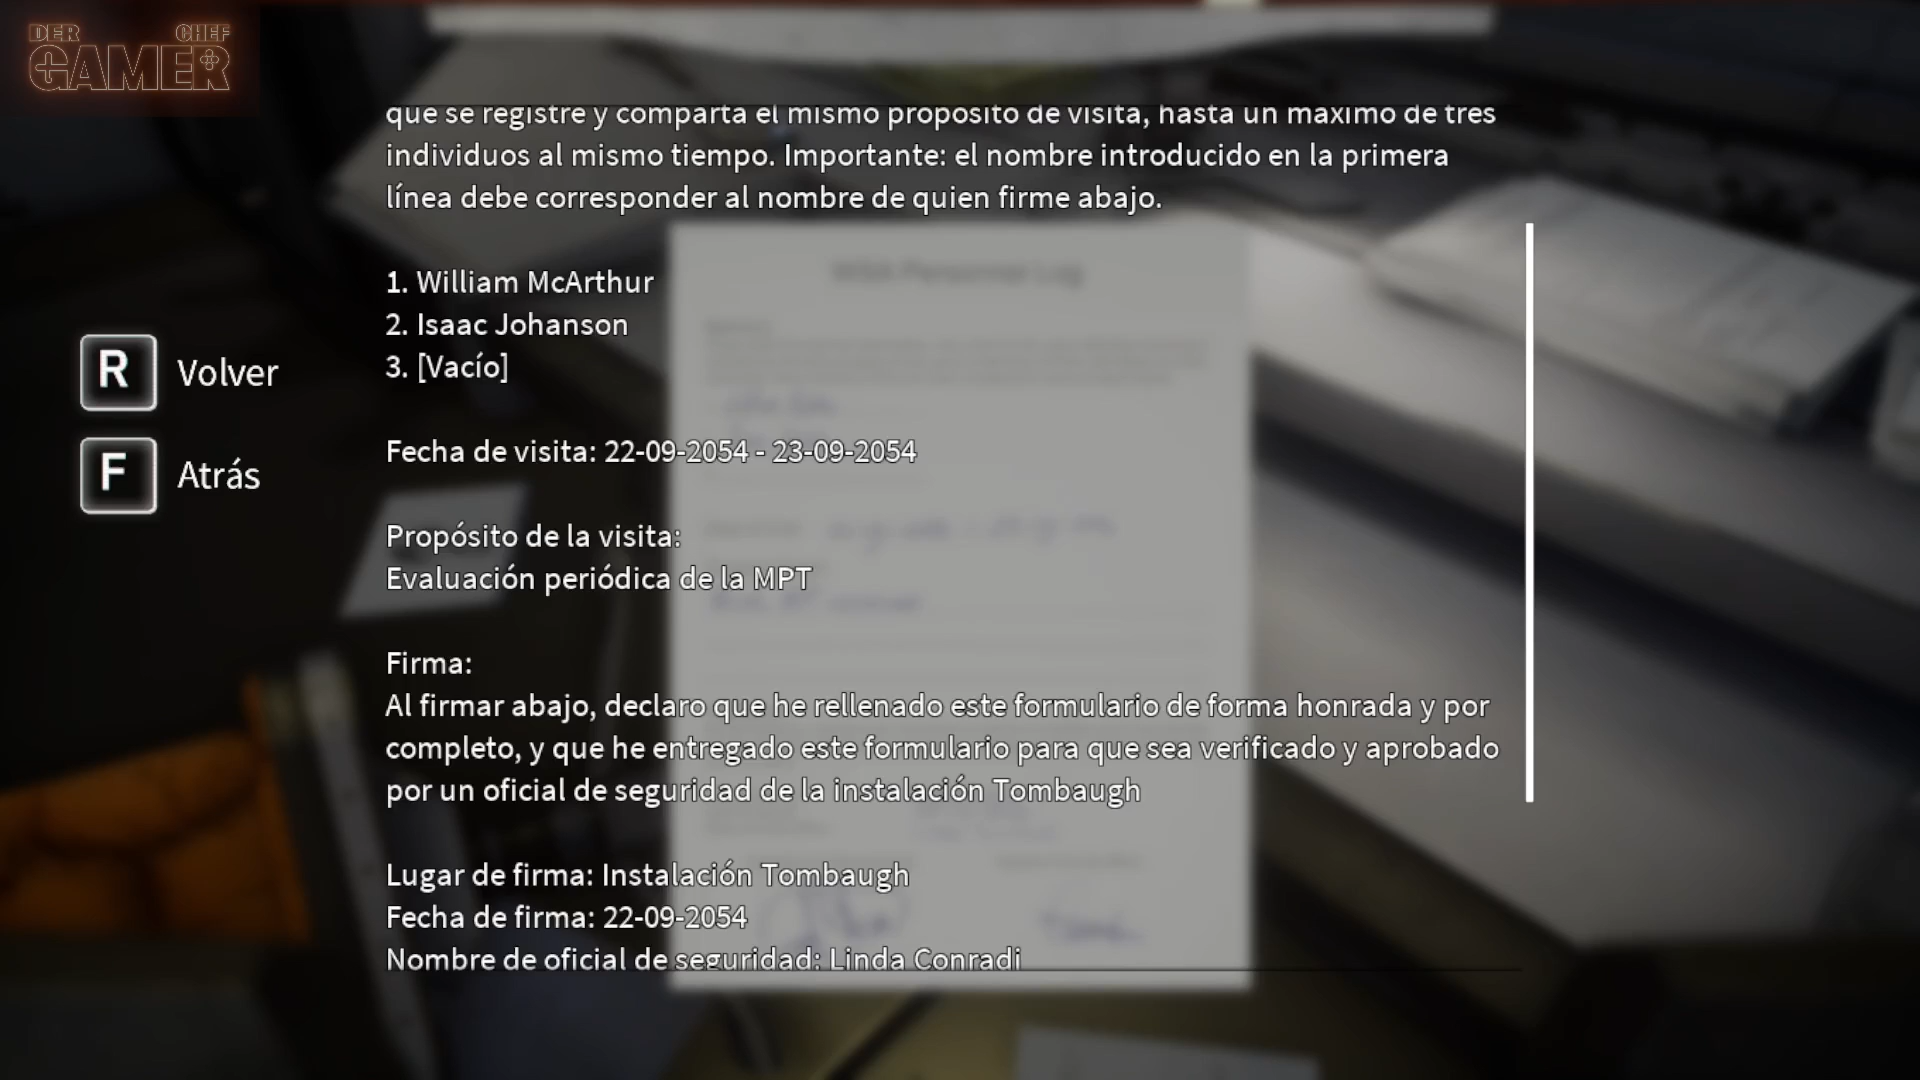 DER CHEF
GAMER
que se registre y comparta el mismo propósito de visita, hasta un máximo de tres
individuos al mismo tiempo. Importante: el nombre introducido en la primera
línea debe corresponder al nombre de quien firme abajo.
1. William McArthur
2. Isaac Johanson
3. [Vacío]
R Volver
F Atrás
Fecha de visita: 22-09-2054 - 23-09-2054
Propósito de la visita:
Evaluación periódica de la MPT
Firma:
Al firmar abajo, declaro que he rellenado este formulario de forma honrada y por
completo, y que he entregado este formulario para que sea verificado y aprobado
por un oficial de seguridad de la instalación Tombaugh
Lugar de firma: Instalación Tombaugh
Fecha de firma: 22-09-2054
Nombre de oficial de seguridad: Linda Conradi